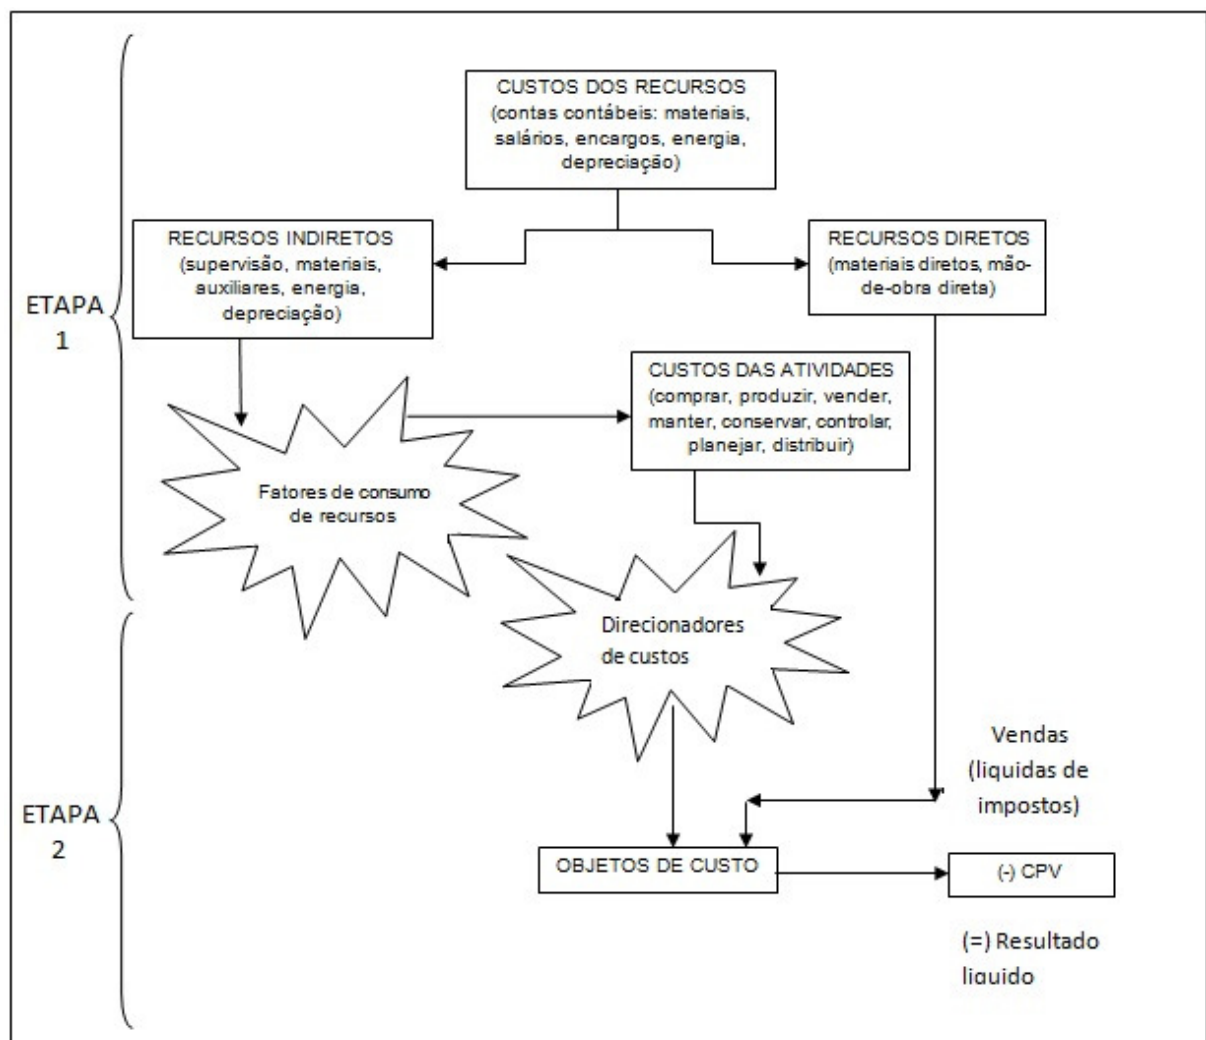 CUSTOS DOS RECURSOS
(contas contábeis: materiais,
salários, encargos, energia,
depreciação)
RECURSOS INDIRETOS
(supervisão, materiais,
auxiliares, energia,
depreciação)
RECURSOS DIRETOS
(materiais diretos, mão-
de-obra direta)
ETAPA
1
CUSTOS DAS ATIVIDADES
(comprar, produzir, vender,
manter, conservar, controlar,
planejar, distribuir)
Fatores de consumo
de recursos
Direcionadores
de custos
Vendas
(liquidas de
impostos)
ETAPA
2
OBJETOS DE CUSTO
(-) CPV
(=) Resultado
liquido